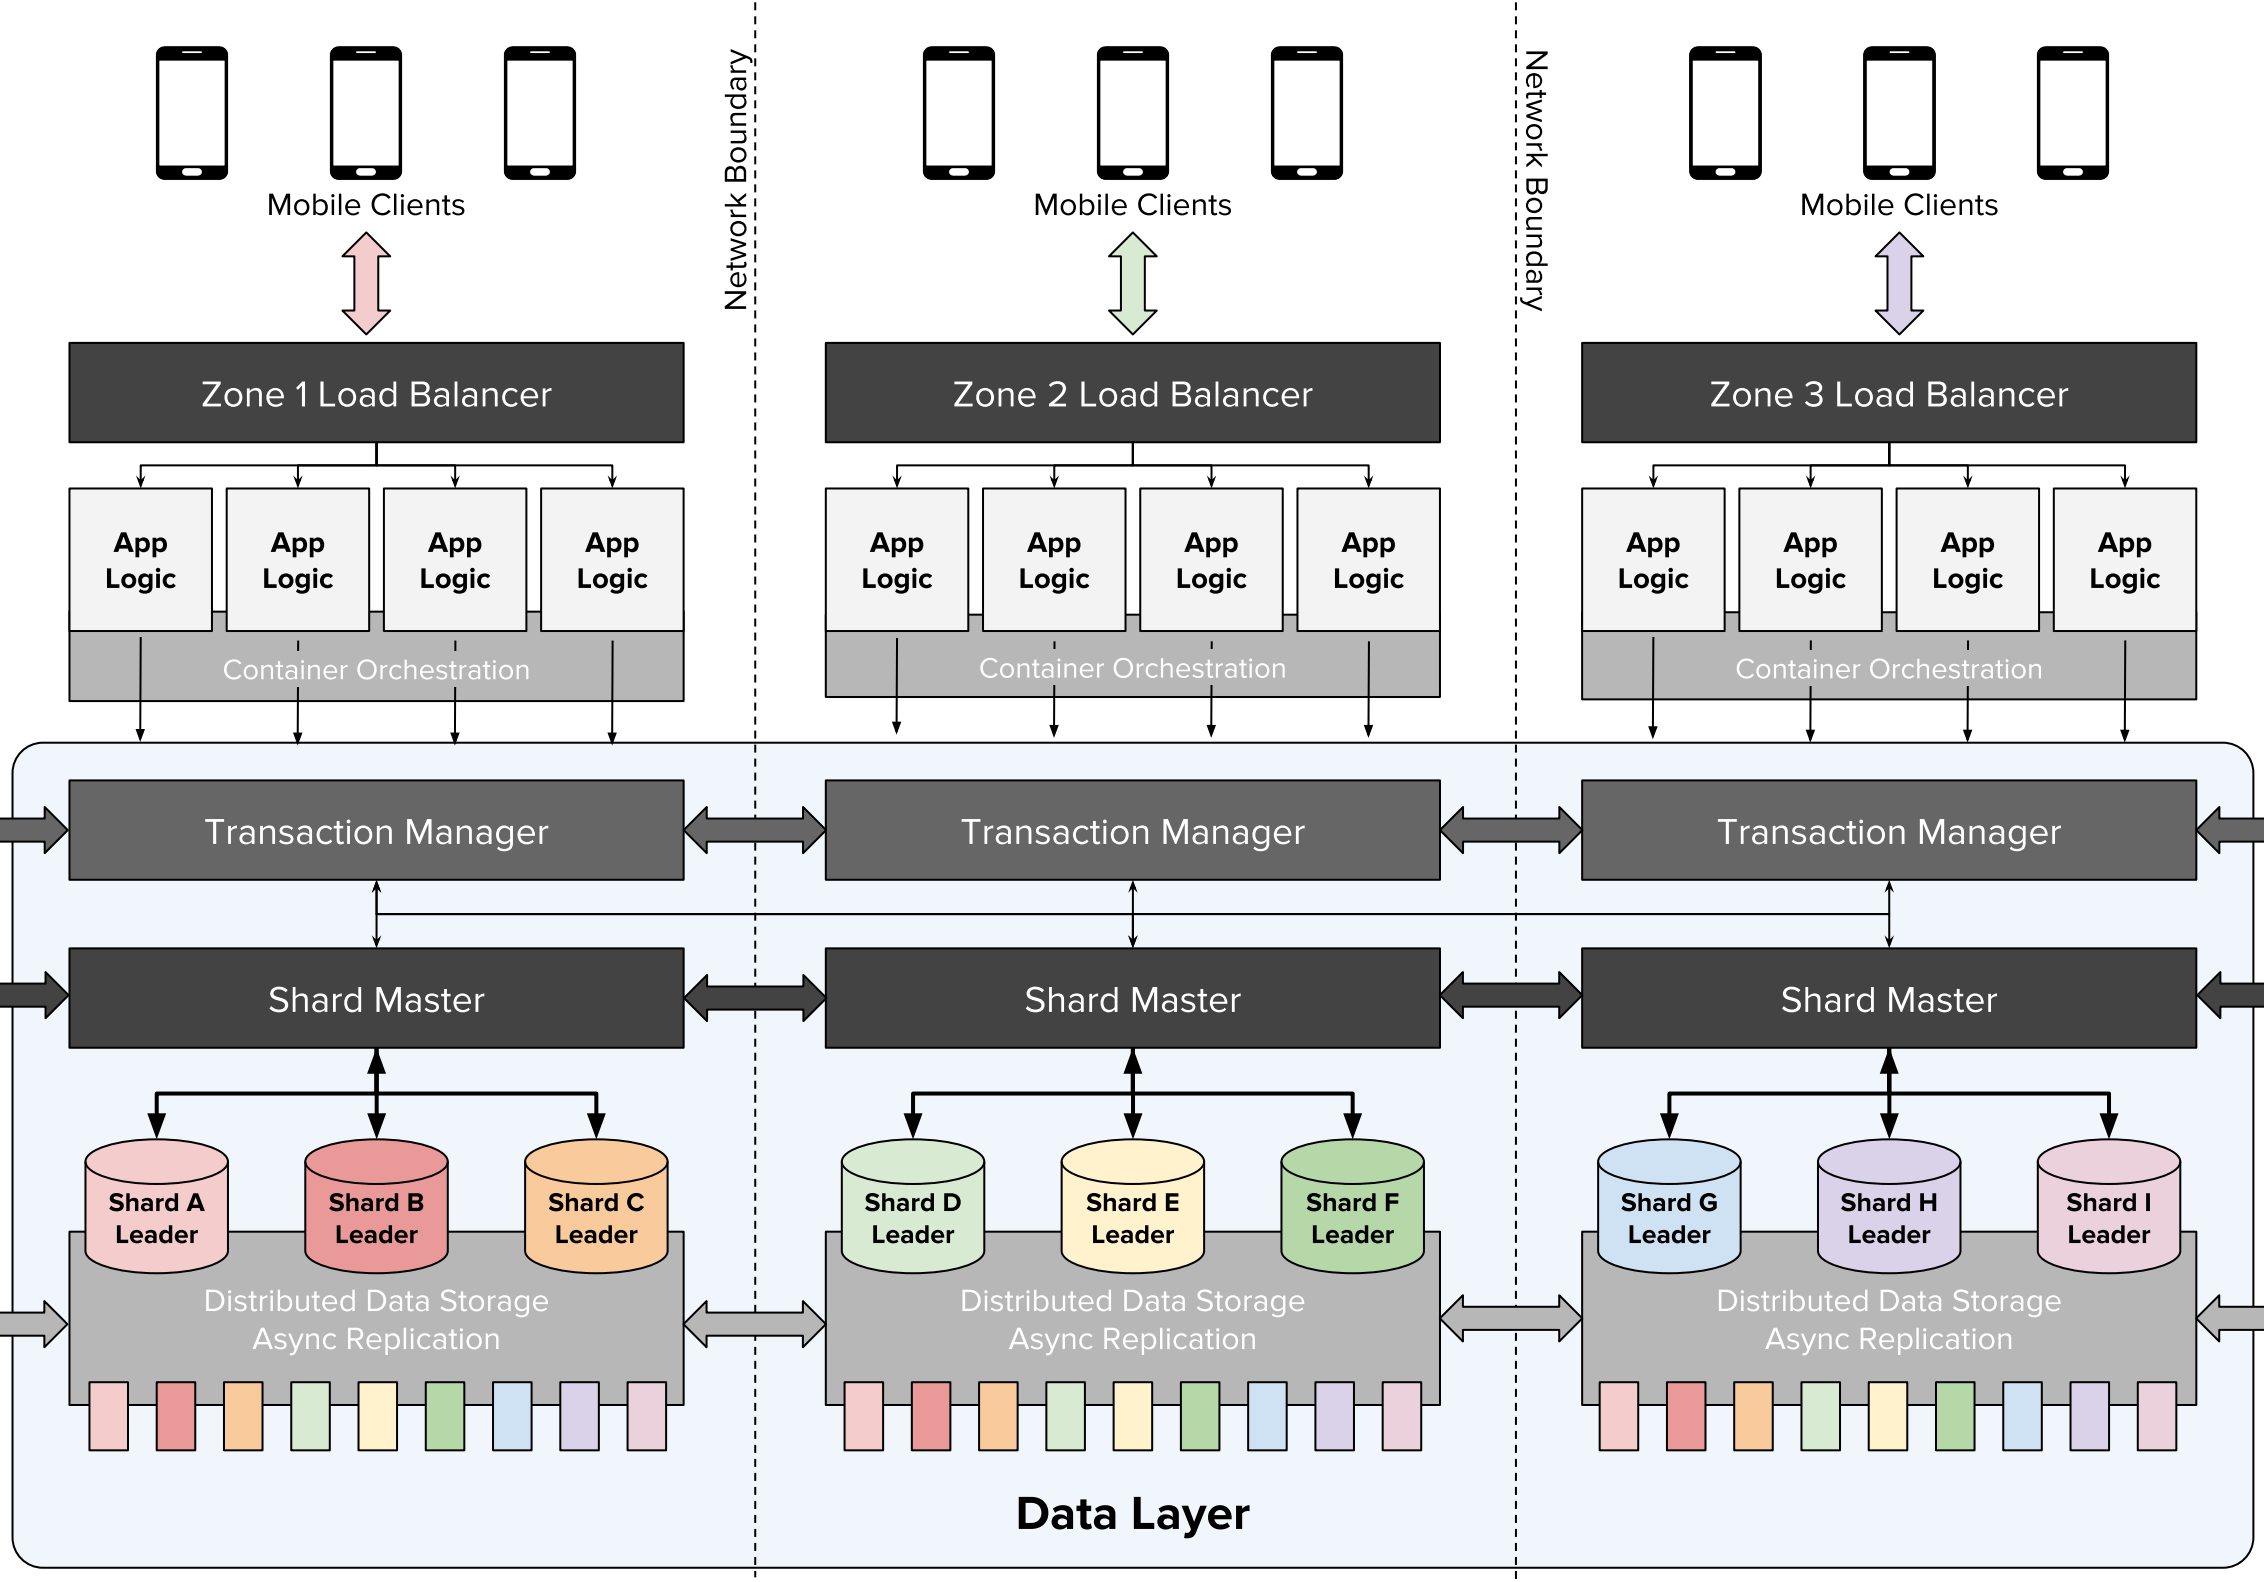 Network Boundary
Network Boundary
Mobile Clients
Mobile Clients
Mobile Clients
Zone 1 Load Balancer
Zone 2 Load Balancer
Zone 3 Load Balancer
App
Logic
App
Logic
App
Logic
App
Logic
App
Logic
App
Logic
App
Logic
App
Logic
App
Logic
App
Logic
App
Logic
App
Logic
Container Orchestration
Container Orchestration
Container Orchestration
Transaction Manager
Transaction Manager
Transaction Manager
Shard Master
Shard Master
Shard Master
Shard A
Leader
Shard B
Leader
Shard C
Leader
Shard D
Leader
Shard E
Leader
Shard F
Leader
Shard G
Leader
Shard H
Leader
Shard I
Leader
Distributed Data Storage
Async Replication
Distributed Data Storage
Async Replication
Distributed Data Storage
Async Replication
Data Layer